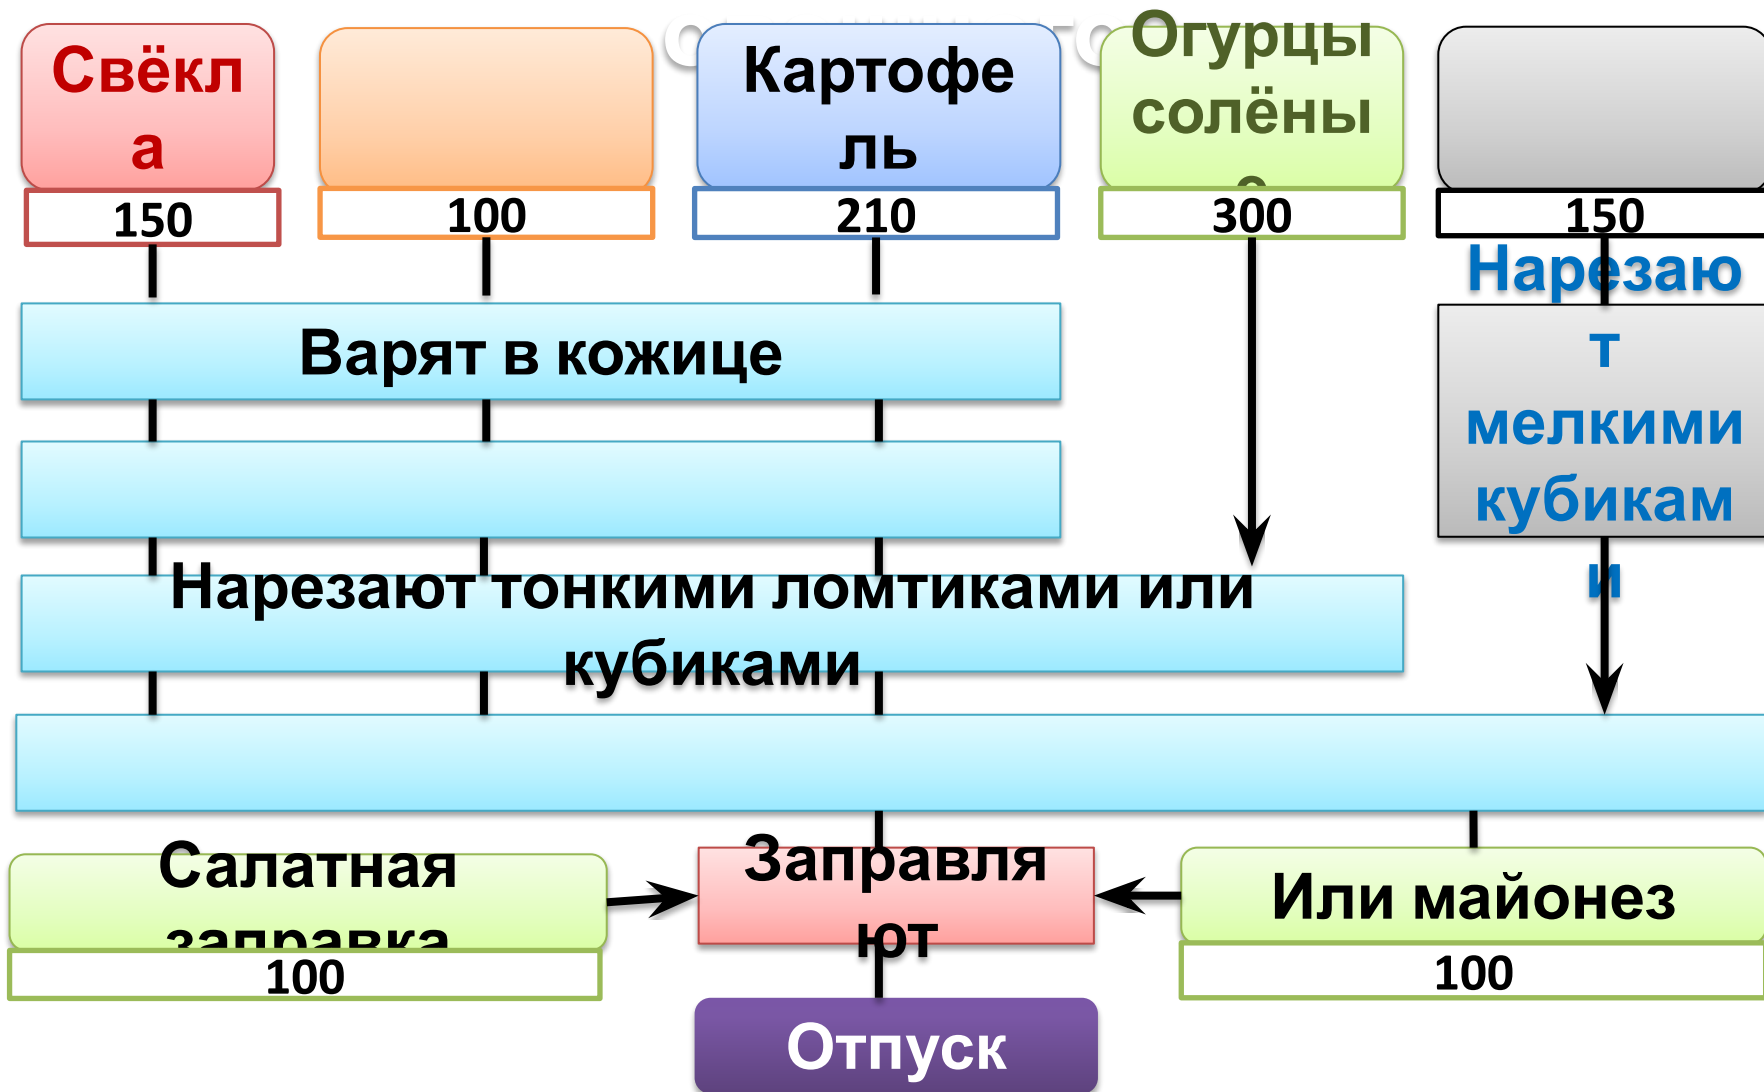 Свёкл
а
Картофе
ль
Огурцы
солёны
150
100
210
300
150
Варят в кожице
Нарезаю
т
мелкими
кубикам
и
Нарезают тонкими ломтиками или
кубиками
Салатная
заправка
100
Заправля
ют
Или майонез
100
Отпуск